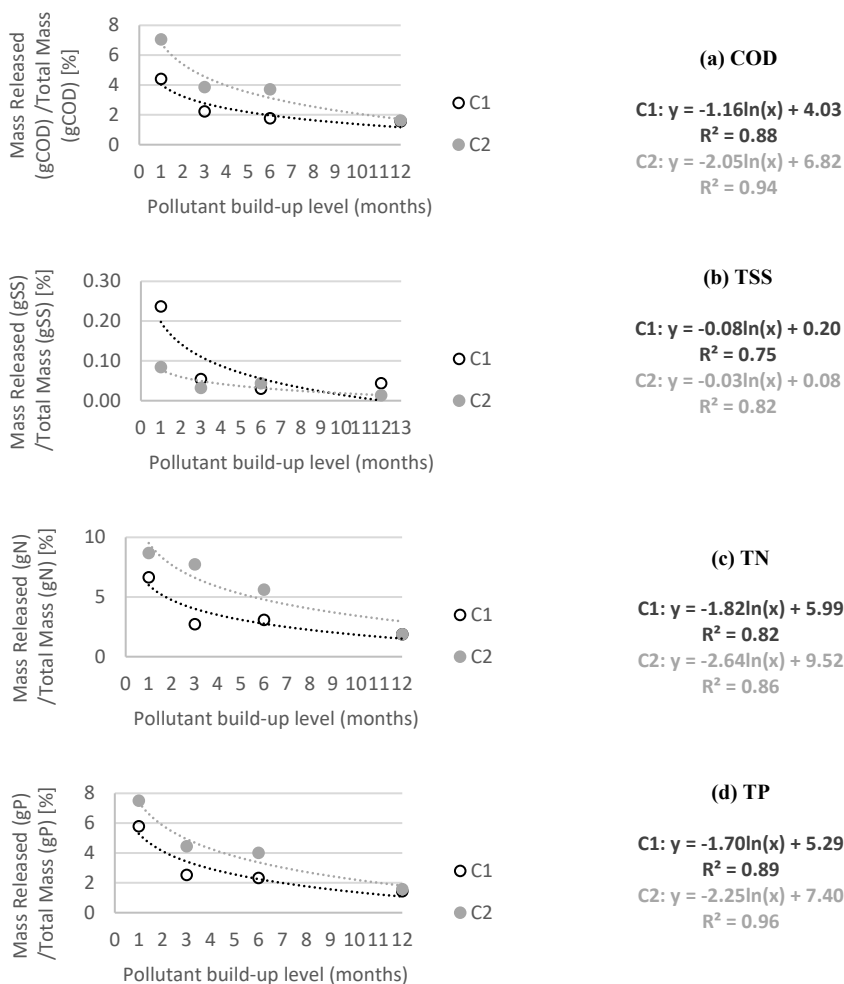 Mass Released
(gCOD) /Total Mass
(gCOD) [%]
8
6
4
2
0
0 1 2 3 4 5 6 7 8 9 10 11 12
Pollutant build-up level (months)
C1
C2
(a) COD
C1: y = -1.16ln(x) + 4.03
R² = 0.88
C2: y = -2.05ln(x) + 6.82
R² = 0.94
Mass Released (gSS)
/Total Mass (gSS) [%]
0.30
0.20
0.10
0.00
0 1 2 3 4 5 6 7 8 9 10 11 12 13
Pollutant build-up level (months)
C1
C2
(b) TSS
C1: y = -0.08ln(x) + 0.20
R² = 0.75
C2: y = -0.03ln(x) + 0.08
R² = 0.82
Mass Released (gN)
/Total Mass (gN) [%]
10
5
0
0 1 2 3 4 5 6 7 8 9 10 11 12
Pollutant build-up level (months)
C1
C2
(c) TN
C1: y = -1.82ln(x) + 5.99
R² = 0.82
C2: y = -2.64ln(x) + 9.52
R² = 0.86
Mass Released (gP)
/Total Mass (gP) [%]
8
6
4
2
0
0 1 2 3 4 5 6 7 8 9 10 11 12
Pollutant build-up level (months)
C1
C2
(d) TP
C1: y = -1.70ln(x) + 5.29
R² = 0.89
C2: y = -2.25ln(x) + 7.40
R² = 0.96